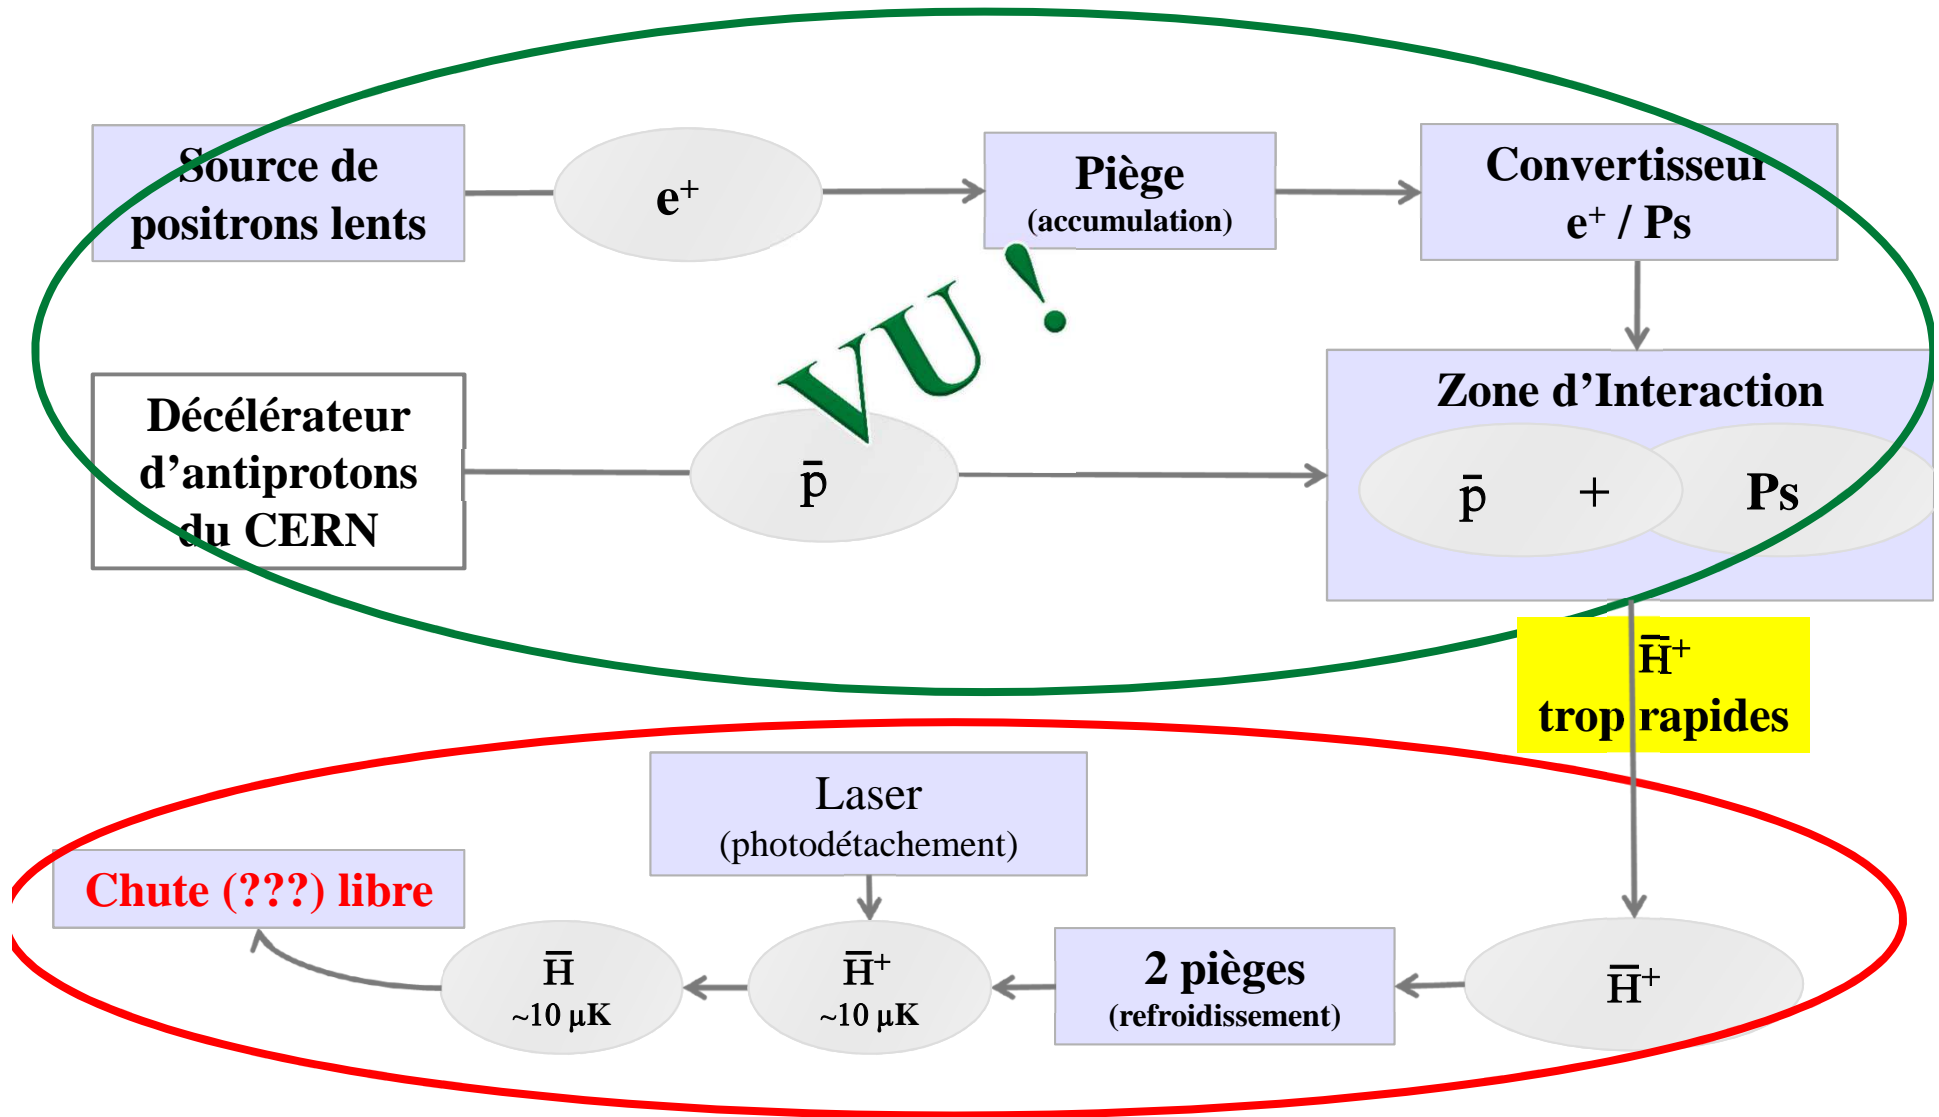 Source de
positrons lents
e⁺
Piège
(accumulation)
Convertisseur
e⁺ / Ps
VU !
Décélérateur
d’antiprotons
du CERN
p̄
Zone d’Interaction
p̄ + Ps
H̅⁺
trop rapides
Laser
(photodétachement)
Chute (???) libre
H̅
~10 µK
H̅⁺
~10 µK
2 pièges
(refroidissement)
H̅⁺